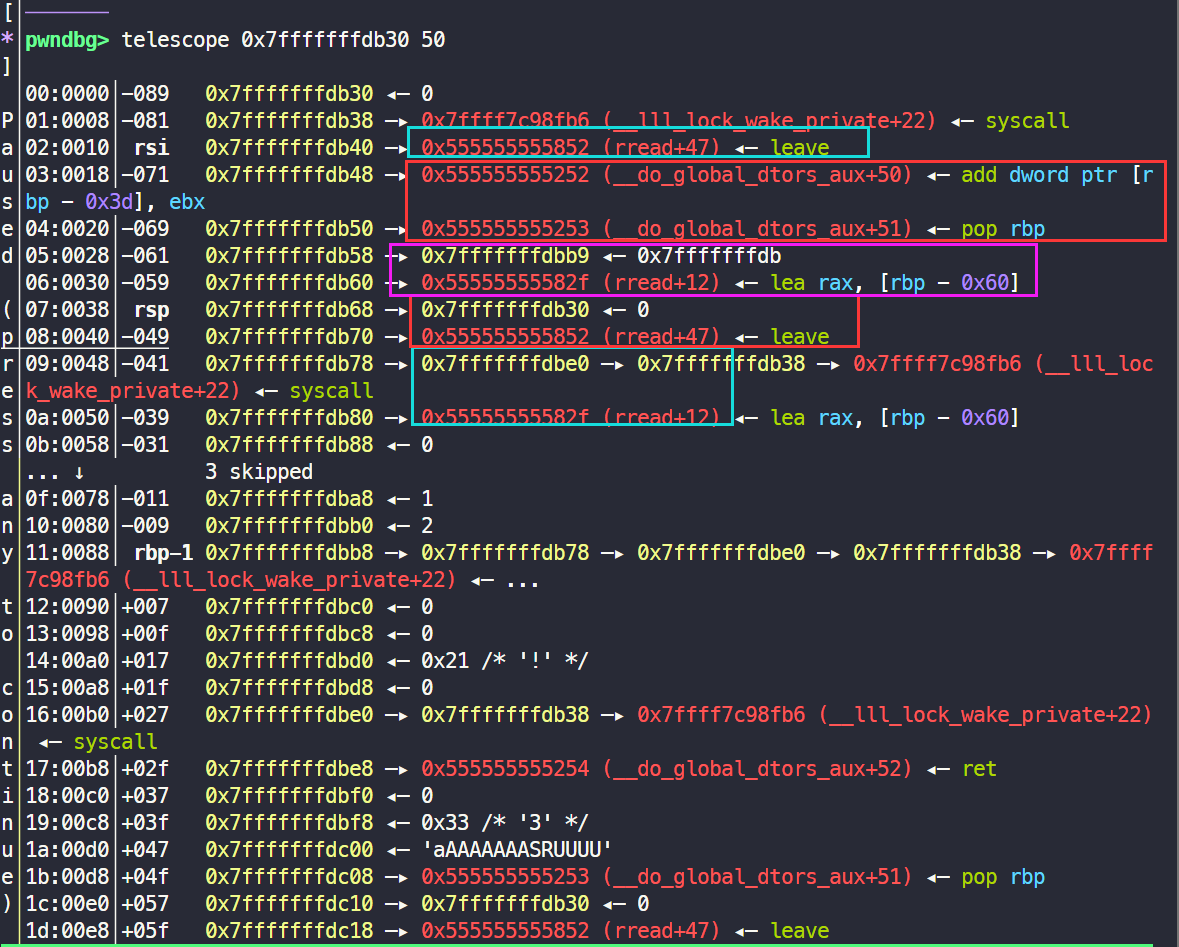 [ ————
* pwndbg> telescope 0x7fffffffdb30 50
]
00:0000│-089 0x7fffffffdb30 ◂— 0
P 01:0008│-081 0x7fffffffdb38 —▸ 0x7ffff7c98fb6 (__lll_lock_wake_private+22) ◂— syscall
a 02:0010│ rsi 0x7fffffffdb40 —▸ 0x555555555852 (rread+47) ◂— leave
u 03:0018│-071 0x7fffffffdb48 —▸ 0x555555555252 (__do_global_dtors_aux+50) ◂— add dword ptr [r
s bp - 0x3d], ebx
e 04:0020│-069 0x7fffffffdb50 —▸ 0x555555555253 (__do_global_dtors_aux+51) ◂— pop rbp
d 05:0028│-061 0x7fffffffdb58 —▸ 0x7fffffffdbb9 ◂— 0x7fffffffdb
06:0030│-059 0x7fffffffdb60 —▸ 0x55555555582f (rread+12) ◂— lea rax, [rbp - 0x60]
( 07:0038│ rsp 0x7fffffffdb68 —▸ 0x7fffffffdb30 ◂— 0
p 08:0040│-049 0x7fffffffdb70 —▸ 0x555555555852 (rread+47) ◂— leave
r 09:0048│-041 0x7fffffffdb78 —▸ 0x7fffffffdbe0 —▸ 0x7fffffffdb38 —▸ 0x7ffff7c98fb6 (__lll_loc
e k_wake_private+22) ◂— syscall
s 0a:0050│-039 0x7fffffffdb80 —▸ 0x55555555582f (rread+12) ◂— lea rax, [rbp - 0x60]
s 0b:0058│-031 0x7fffffffdb88 ◂— 0
... ↓ 3 skipped
a 0f:0078│-011 0x7fffffffdba8 ◂— 1
n 10:0080│-009 0x7fffffffdbb0 ◂— 2
y 11:0088│ rbp-1 0x7fffffffdbb8 —▸ 0x7fffffffdb78 —▸ 0x7fffffffdbe0 —▸ 0x7fffffffdb38 —▸ 0x7ffff
7c98fb6 (__lll_lock_wake_private+22) ◂— ...
t 12:0090│+007 0x7fffffffdbc0 ◂— 0
o 13:0098│+00f 0x7fffffffdbc8 ◂— 0
14:00a0│+017 0x7fffffffdbd0 ◂— 0x21 /* '!' */
c 15:00a8│+01f 0x7fffffffdbd8 ◂— 0
o 16:00b0│+027 0x7fffffffdbe0 —▸ 0x7fffffffdb38 —▸ 0x7ffff7c98fb6 (__lll_lock_wake_private+22)
n ◂— syscall
t 17:00b8│+02f 0x7fffffffdbe8 —▸ 0x555555555254 (__do_global_dtors_aux+52) ◂— ret
i 18:00c0│+037 0x7fffffffdbf0 ◂— 0
n 19:00c8│+03f 0x7fffffffdbf8 ◂— 0x33 /* '3' */
u 1a:00d0│+047 0x7fffffffdc00 ◂— 'aAAAAAAASRUUUU'
e 1b:00d8│+04f 0x7fffffffdc08 —▸ 0x555555555253 (__do_global_dtors_aux+51) ◂— pop rbp
) 1c:00e0│+057 0x7fffffffdc10 —▸ 0x7fffffffdb30 ◂— 0
1d:00e8│+05f 0x7fffffffdc18 —▸ 0x555555555852 (rread+47) ◂— leave